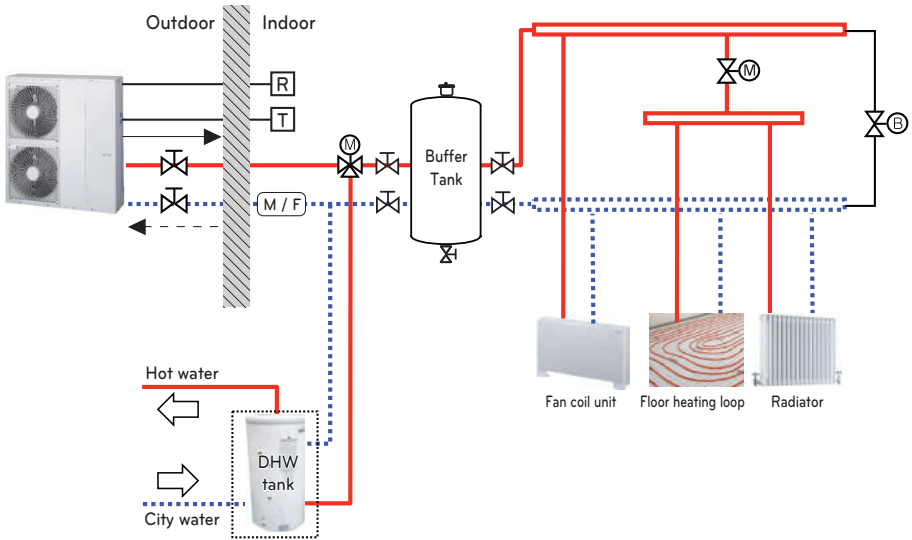 Outdoor
Indoor
R
T
M
Buffer
Tank
M
B
M / F
Hot water
DHW
tank
City water
Fan coil unit
Floor heating loop
Radiator